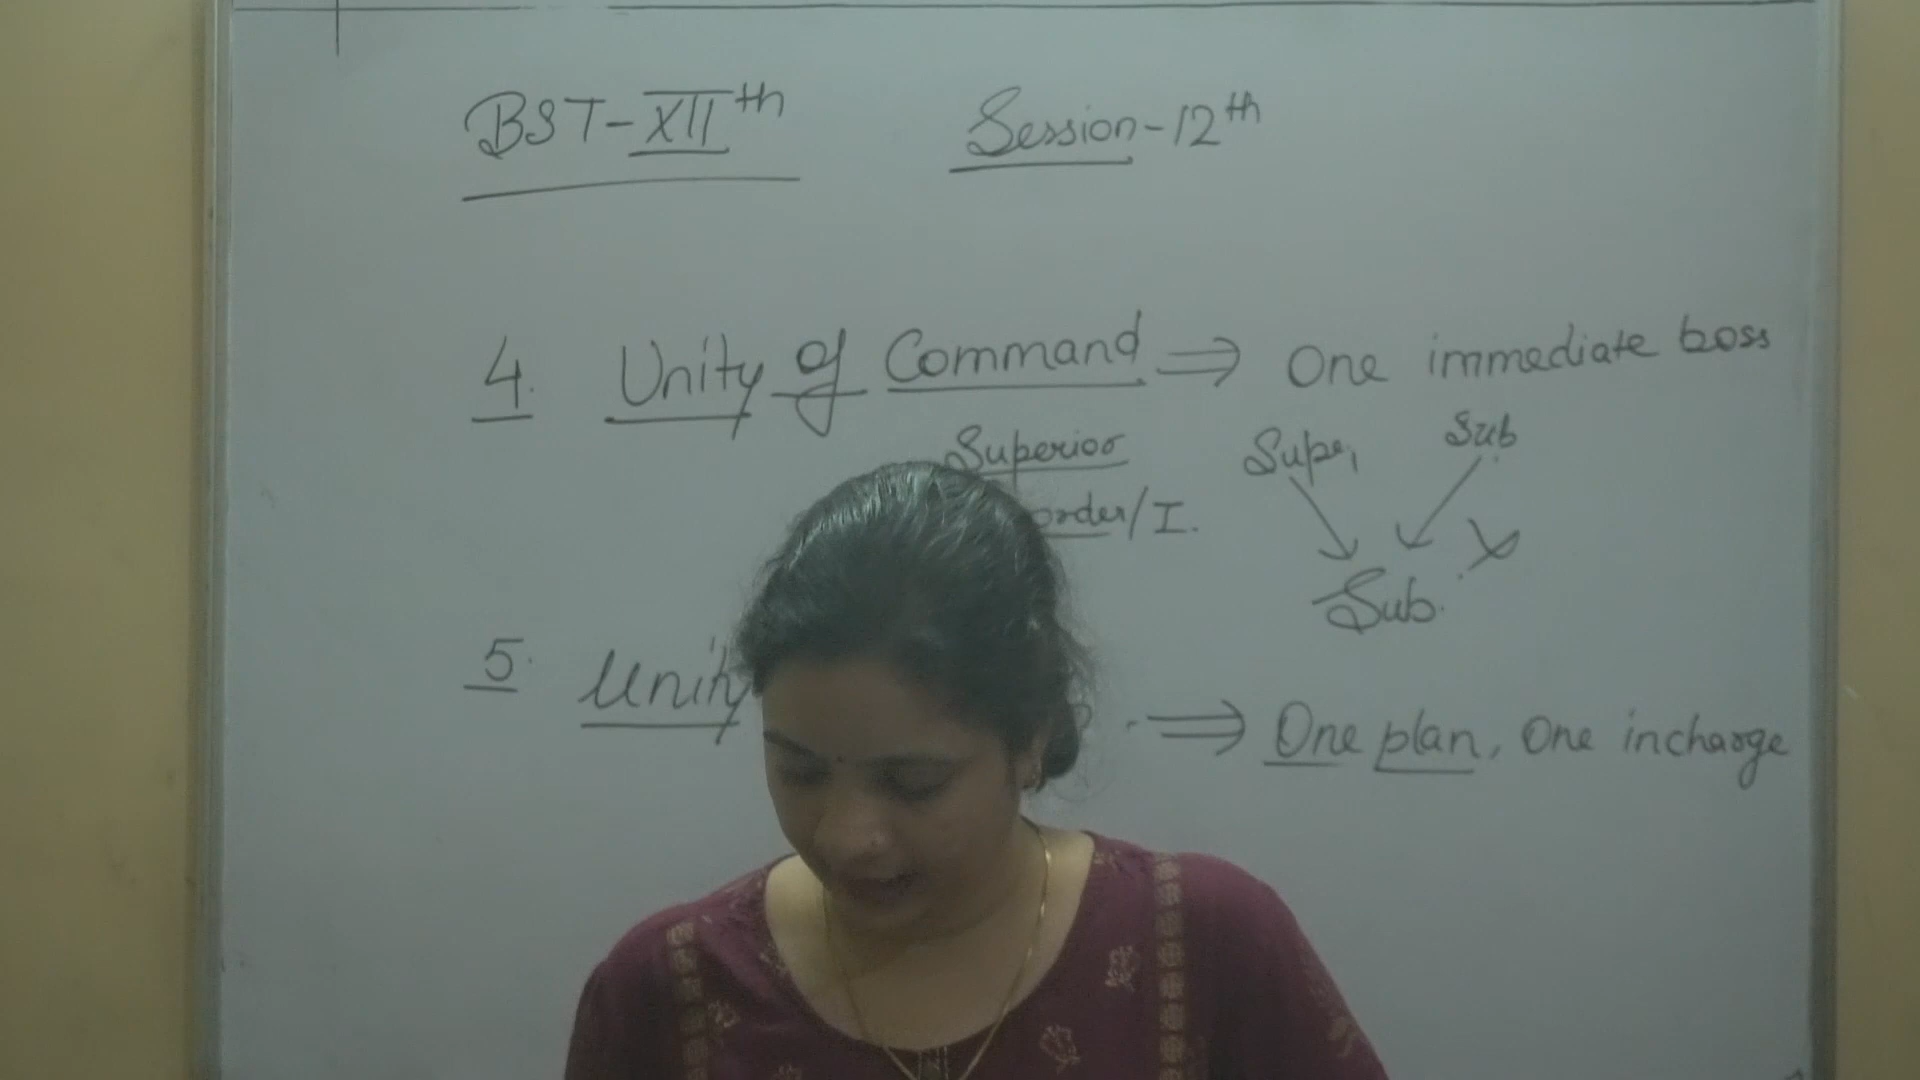 BST-XIIth Session-12th
4. Unity of Command ⇒ One immediate boss
Superior Supe, Sub
order/I.
Sub.
5. Unity ⇒ One plan, One incharge